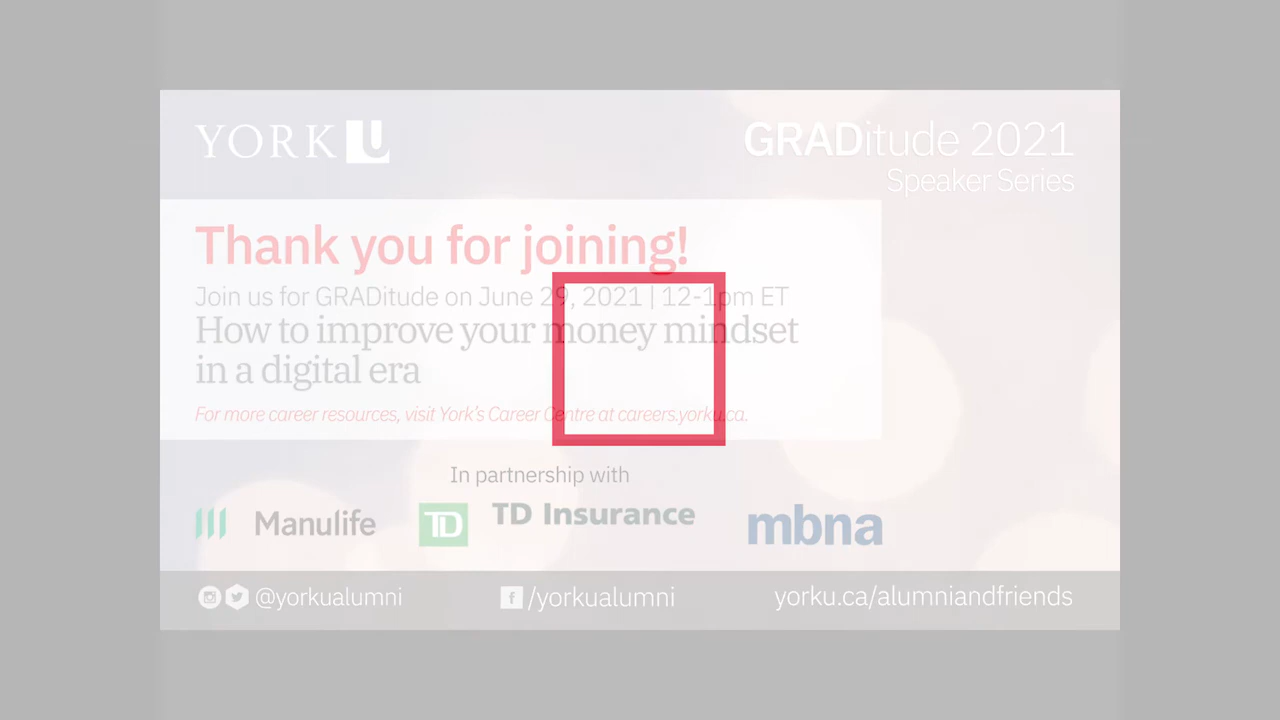 YORK U
GRADitude 2021
Speaker Series
Thank you for joining!
Join us for GRADitude on June 29, 2021 | 12-1pm ET
How to improve your money mindset
in a digital era
For more career resources, visit York's Career Centre at careers.yorku.ca.
In partnership with
Manulife
TD
TD Insurance
mbna
@yorkualumni
/yorkualumni
yorku.ca/alumniandfriends